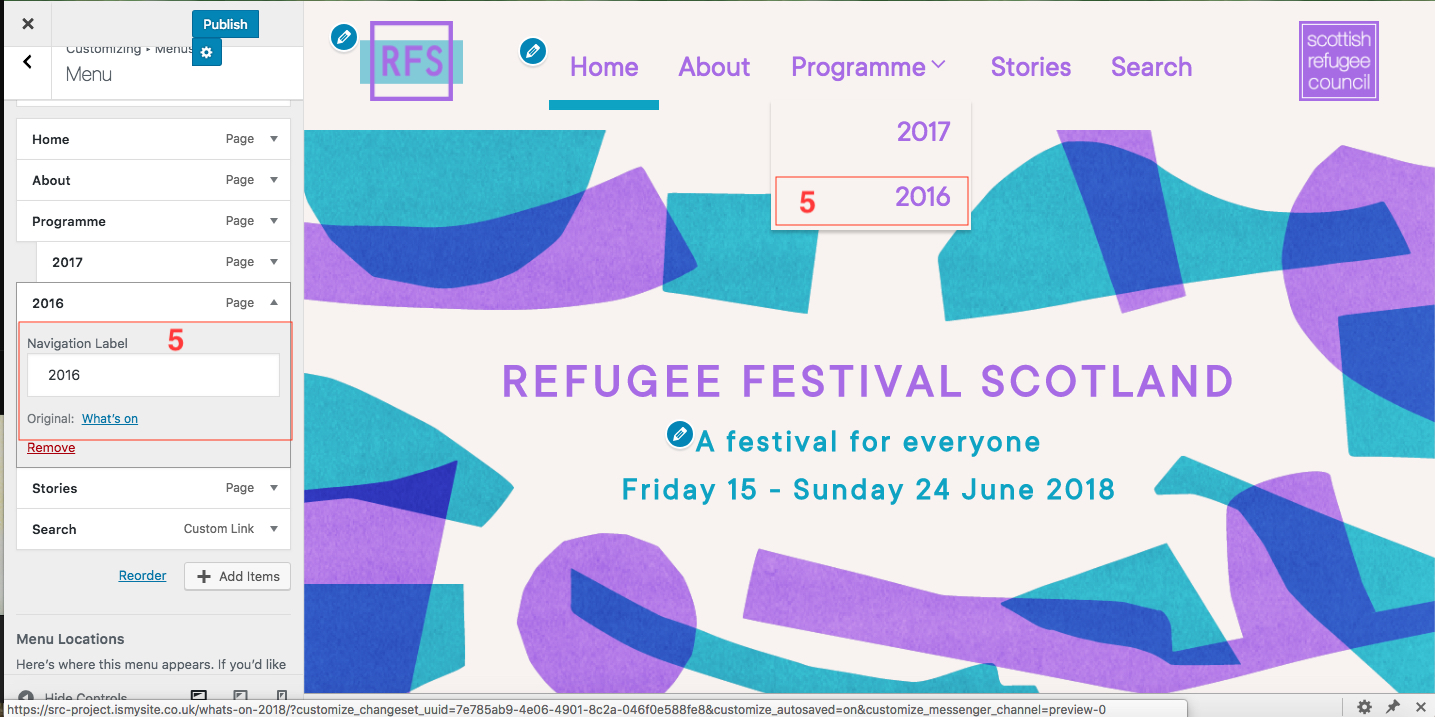 Publish
Customizing ▸ Menus
Menu
Home Page
About Page
Programme Page
2017 Page
2016 Page
5
Navigation Label
2016
Original: What's on
Remove
Stories Page
Search Custom Link
Reorder
Add Items
Menu Locations
Here's where this menu appears. If you'd like
Hide Controls
RFS
Home About Programme Stories Search
scottish
refugee
council
2017
5 2016
REFUGEE FESTIVAL SCOTLAND
A festival for everyone
Friday 15 - Sunday 24 June 2018
https://src-project.ismysite.co.uk/whats-on-2018/?customize_changeset_uuid=7e785ab9-4e06-4901-8c2a-046f0e588fe8&customize_autosaved=on&customize_messenger_channel=preview-0